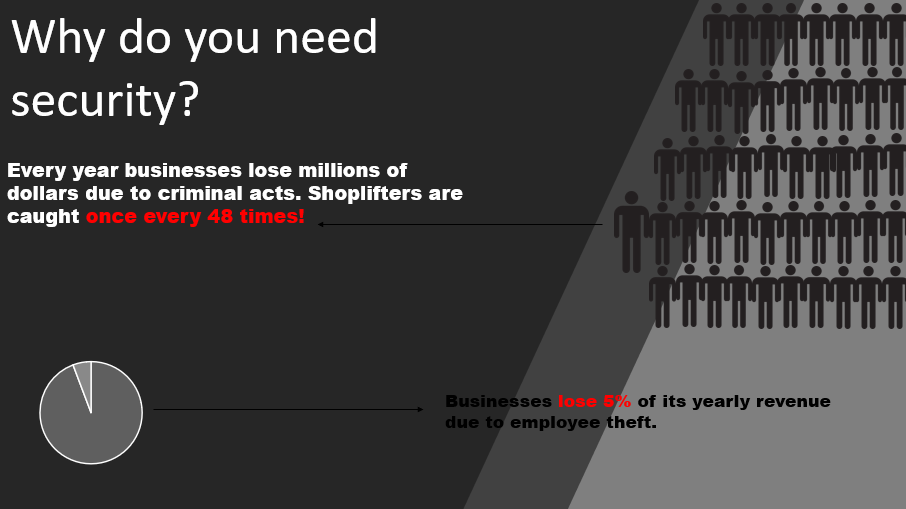 Why do you need
security?
Every year businesses lose millions of
dollars due to criminal acts. Shoplifters are
caught once every 48 times!
Businesses lose 5% of its yearly revenue
due to employee theft.